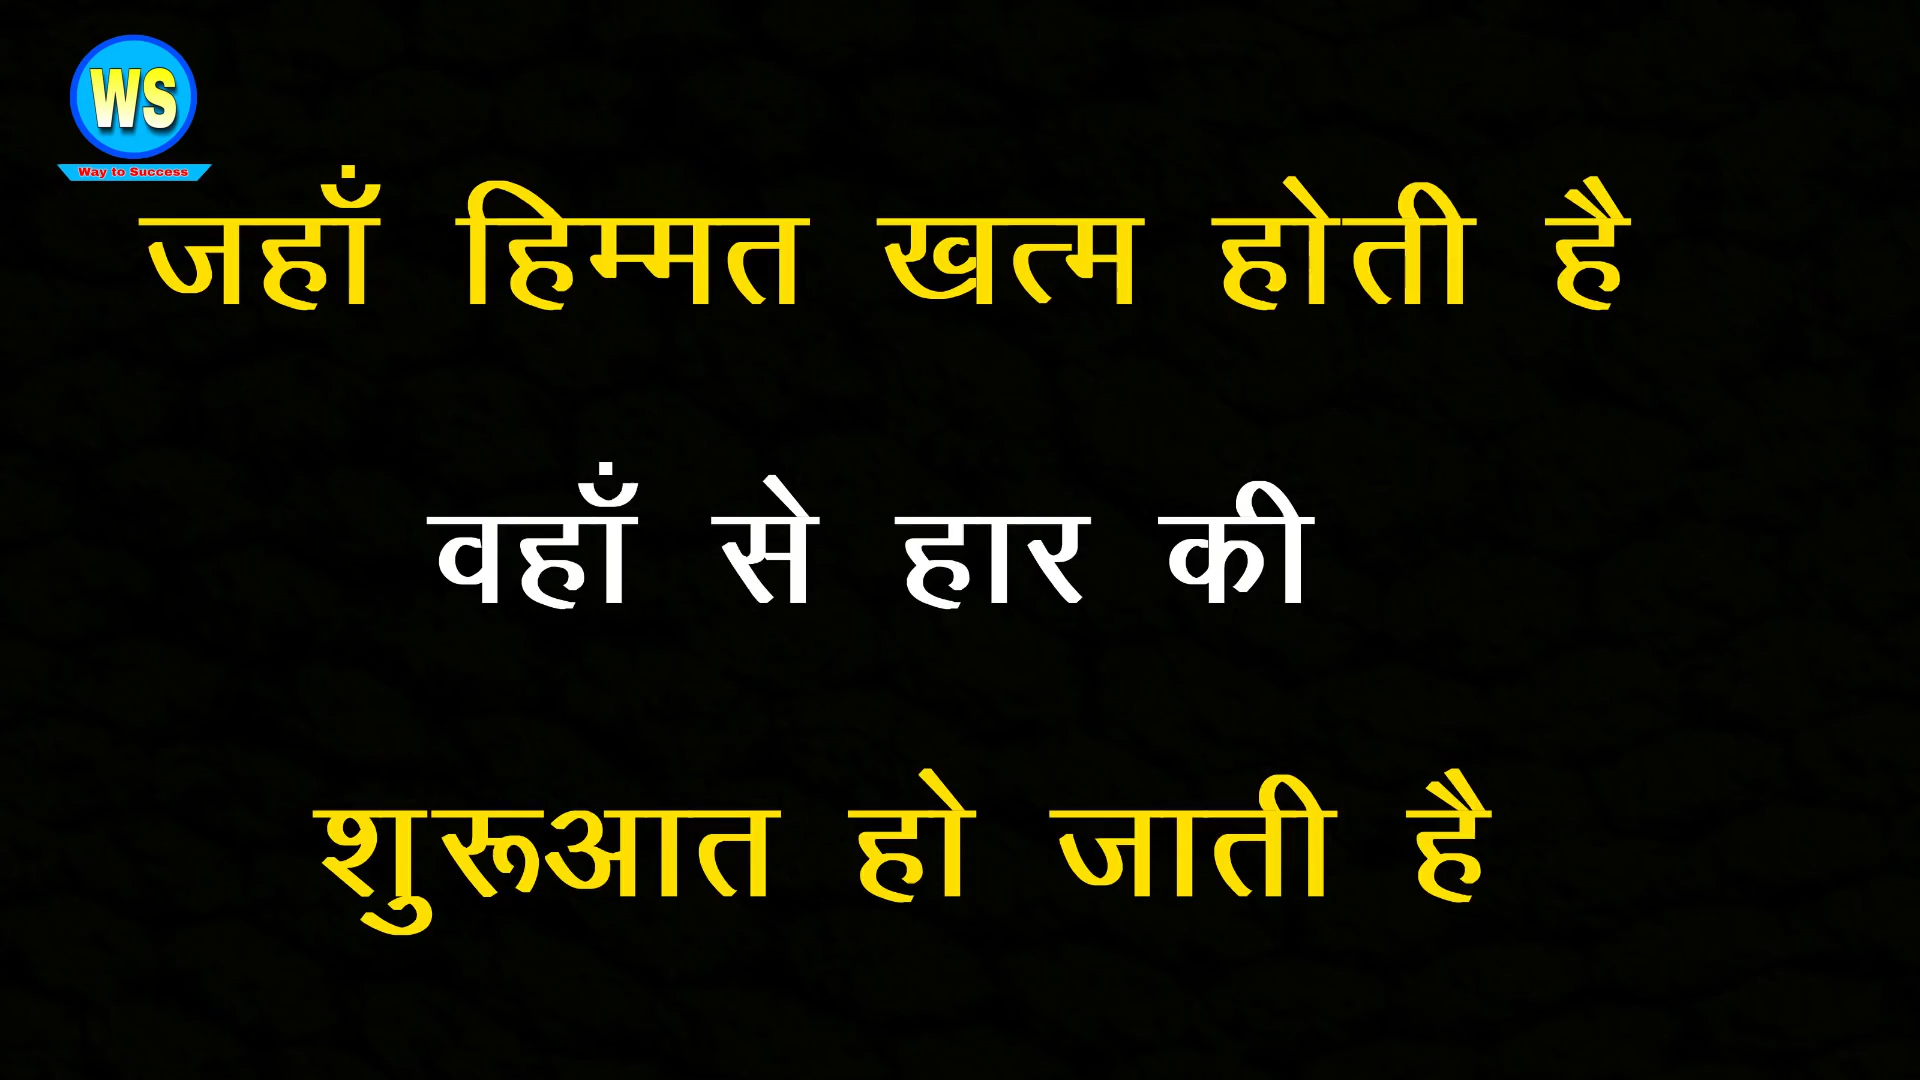 WS
Way to Success
जहाँ हिम्मत खत्म होती है
वहाँ से हार की
शुरूआत हो जाती है